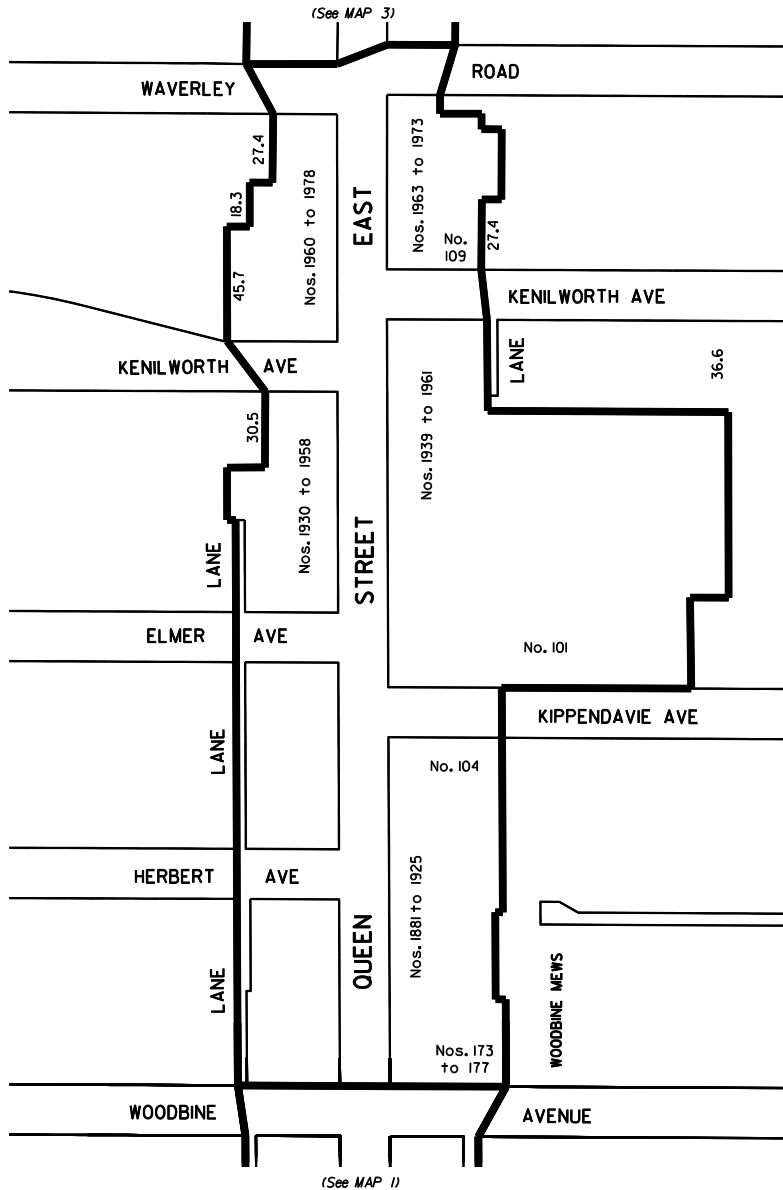 (See MAP 3)
WAVERLEY
ROAD
27.4
18.3
45.7
Nos. 1960 to 1978
EAST
Nos. 1963 to 1973
No.
109
27.4
KENILWORTH AVE
KENILWORTH AVE
LANE
36.6
30.5
Nos. 1930 to 1958
STREET
Nos. 1939 to 1961
LANE
ELMER AVE
No. 101
KIPPENDAVIE AVE
LANE
No. 104
HERBERT AVE
Nos. 1881 to 1925
QUEEN
LANE
WOODBINE MEWS
Nos. 173
to 177
WOODBINE
AVENUE
(See MAP 1)